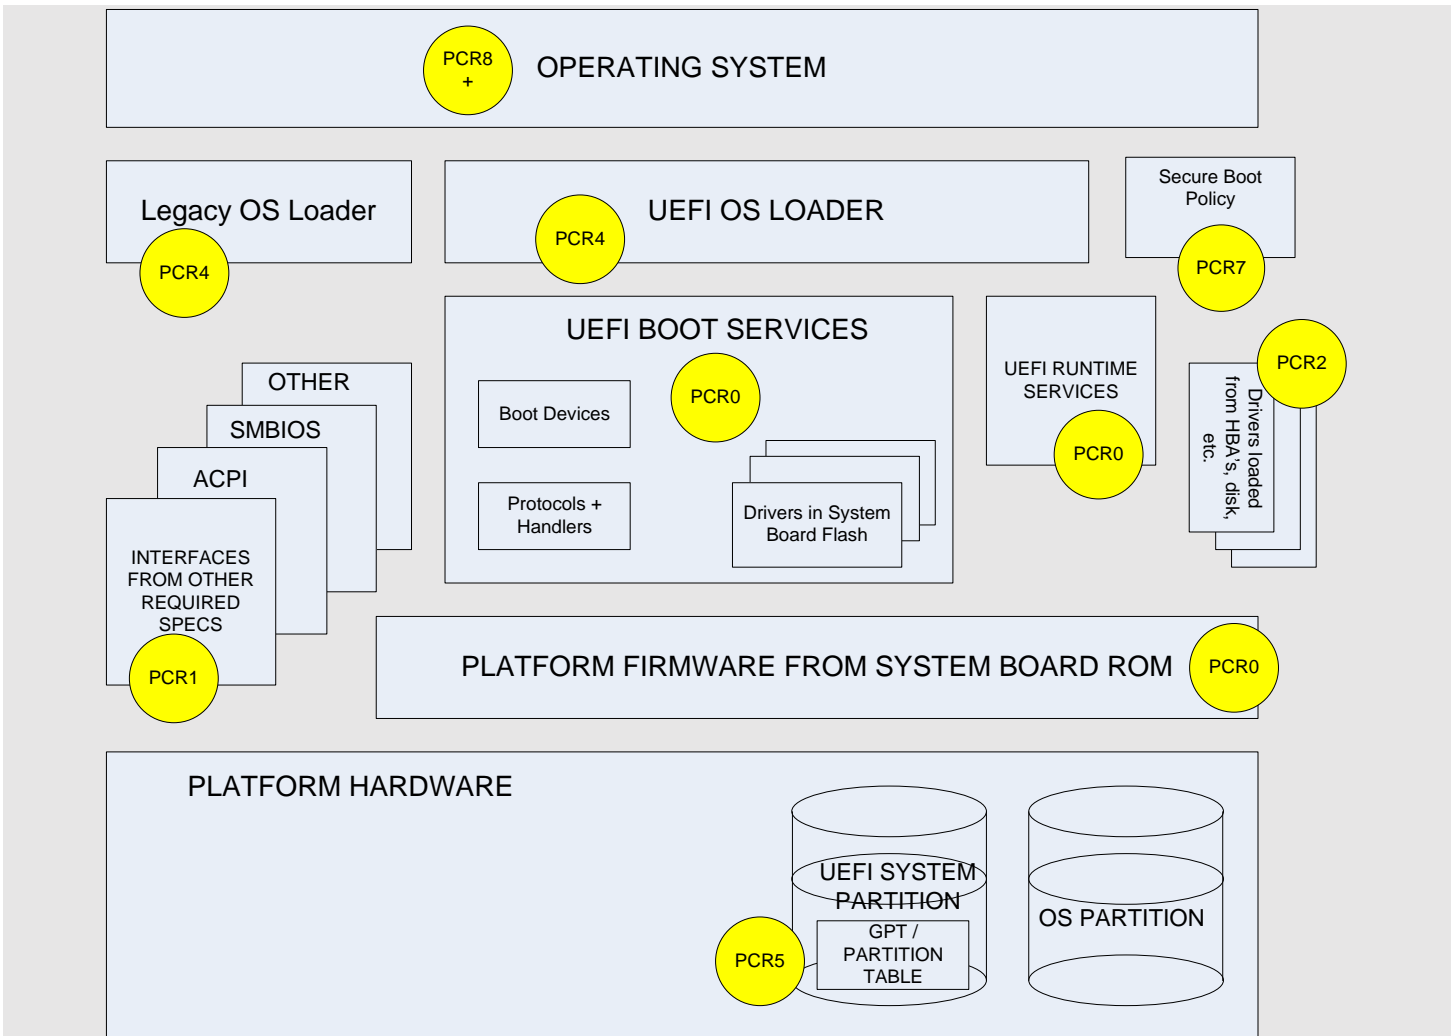 PCR8
+
OPERATING SYSTEM
Legacy OS Loader
PCR4
UEFI OS LOADER
PCR4
Secure Boot
Policy
PCR7
UEFI BOOT SERVICES
PCR0
Boot Devices
Protocols +
Handlers
Drivers in System
Board Flash
UEFI RUNTIME
SERVICES
PCR0
PCR2
Drivers loaded
from HBA's, disk,
etc.
OTHER
SMBIOS
ACPI
INTERFACES
FROM OTHER
REQUIRED
SPECS
PCR1
PLATFORM FIRMWARE FROM SYSTEM BOARD ROM
PCR0
PLATFORM HARDWARE
UEFI SYSTEM
PARTITION
GPT /
PARTITION
TABLE
PCR5
OS PARTITION